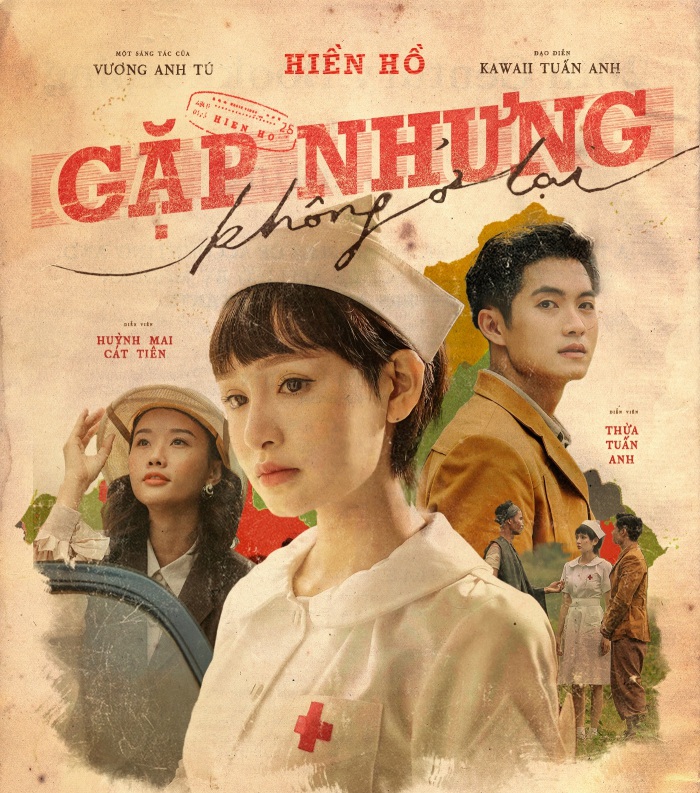 MỘT SÁNG TÁC CỦA
VƯƠNG ANH TÚ
HIỀN HỒ
ĐẠO DIỄN
KAWAII TUẤN ANH
HIEN HO
25
GẶP NHƯNG
không ở lại
DIỄN VIÊN
HUỲNH MAI
CÁT TIÊN
DIỄN VIÊN
THỪA
TUẤN
ANH